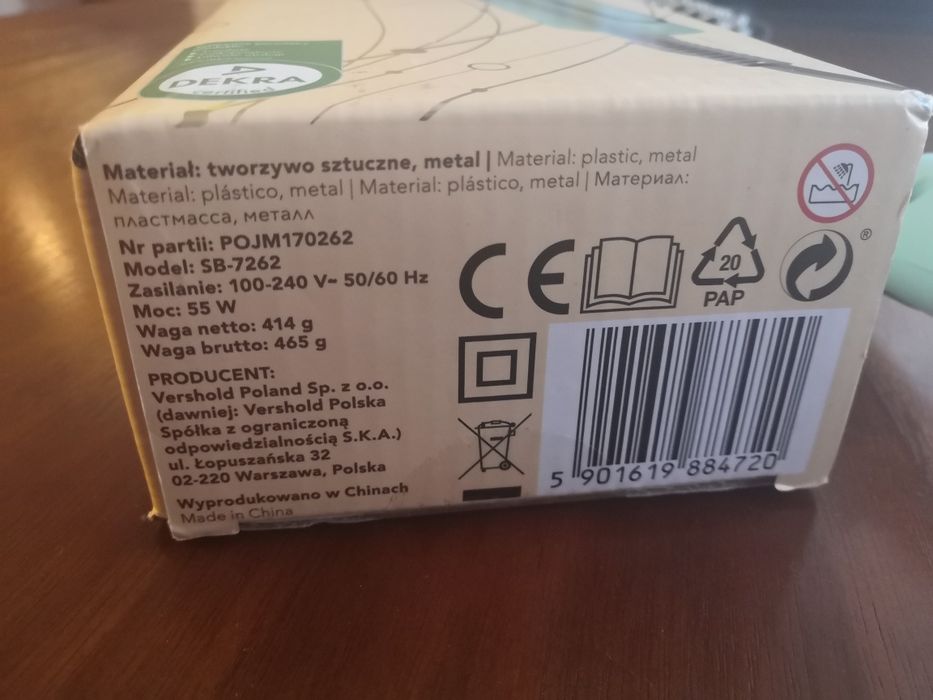 DEKRA
certified
Materiał: tworzywo sztuczne, metal | Material: plastic, metal
Materiał: plástico, metal | Material: plástico, metal | Материал:
пластмасса, металл
Nr partii: POJM170262
Model: SB-7262
Zasilanie: 100-240 V~ 50/60 Hz
Moc: 55 W
Waga netto: 414 g
Waga brutto: 465 g
PRODUCENT:
Vershold Poland Sp. z o.o.
(dawniej: Vershold Polska
Spółka z ograniczoną
odpowiedzialnością S.K.A.)
ul. Łopuszańska 32
02-220 Warszawa, Polska
Wyprodukowano w Chinach
Made in China
CE
20
PAP
®
5 901619 884720